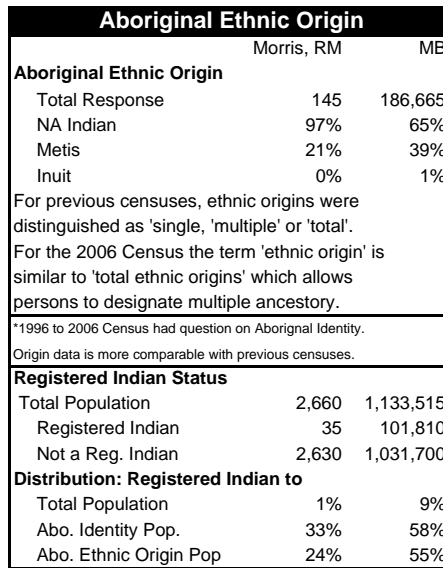 Aboriginal Ethnic Origin
Morris, RM MB
Aboriginal Ethnic Origin
Total Response 145 186,665
NA Indian 97% 65%
Metis 21% 39%
Inuit 0% 1%
For previous censuses, ethnic origins were
distinguished as 'single, 'multiple' or 'total'.
For the 2006 Census the term 'ethnic origin' is
similar to 'total ethnic origins' which allows
persons to designate multiple ancestory.
*1996 to 2006 Census had question on Aborignal Identity.
Origin data is more comparable with previous censuses.
Registered Indian Status
Total Population 2,660 1,133,515
Registered Indian 35 101,810
Not a Reg. Indian 2,630 1,031,700
Distribution: Registered Indian to
Total Population 1% 9%
Abo. Identity Pop. 33% 58%
Abo. Ethnic Origin Pop 24% 55%